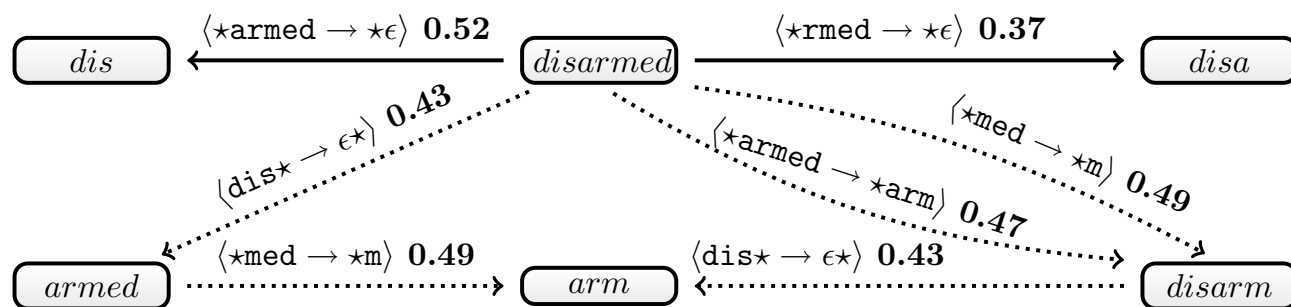 ⟨⋆armed → ⋆ϵ⟩ 0.52
⟨⋆rmed → ⋆ϵ⟩ 0.37
dis
disarmed
disa
⟨dis⋆ → ϵ⋆⟩ 0.43
⟨⋆armed → ⋆arm⟩ 0.47
⟨⋆med → ⋆m⟩ 0.49
⟨⋆med → ⋆m⟩ 0.49
⟨dis⋆ → ϵ⋆⟩ 0.43
armed
arm
disarm